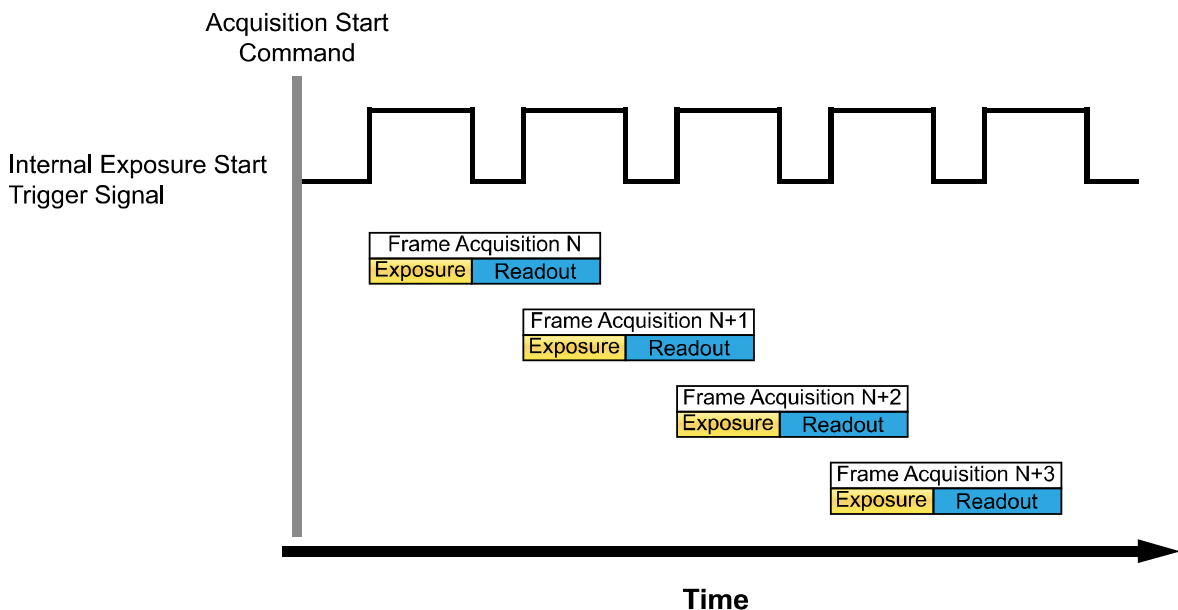 Acquisition Start
Command
Internal Exposure Start
Trigger Signal
Frame Acquisition N
Exposure Readout
Frame Acquisition N+1
Exposure Readout
Frame Acquisition N+2
Exposure Readout
Frame Acquisition N+3
Exposure Readout
Time